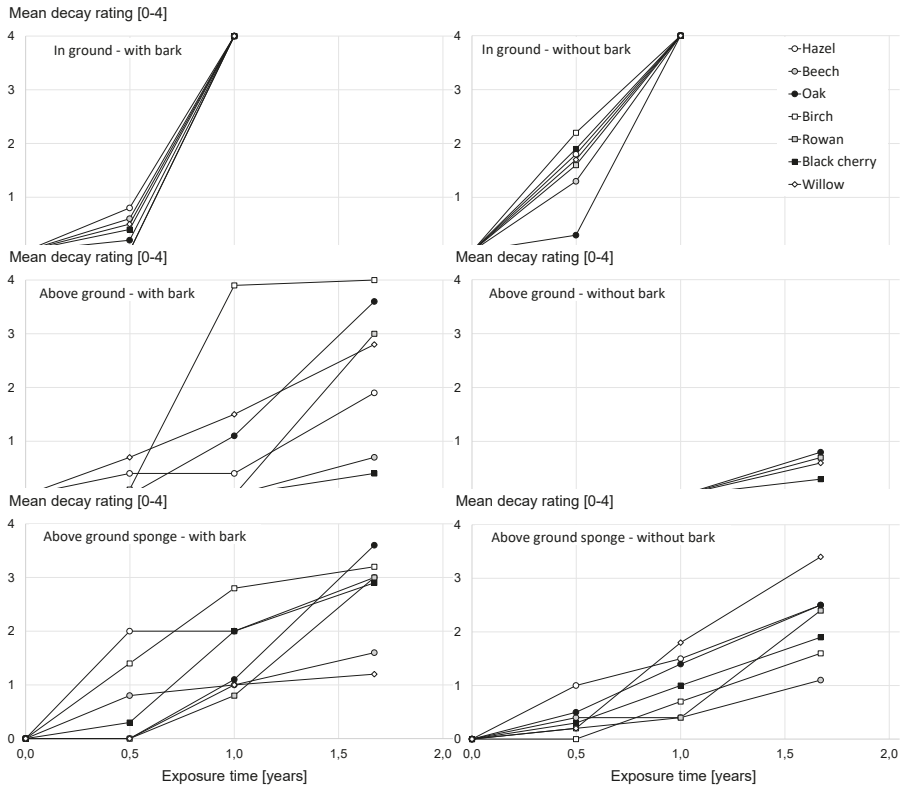 Mean decay rating [0-4]
4
3
2
1
In ground - with bark
4
3
2
1
In ground - without bark
Hazel
Beech
Oak
Birch
Rowan
Black cherry
Willow
Mean decay rating [0-4]
4
3
2
1
Above ground - with bark
Mean decay rating [0-4]
4
3
2
1
Above ground - without bark
Mean decay rating [0-4]
4
3
2
1
0
Above ground sponge - with bark
0,0 0,5 1,0 1,5 2,0
Exposure time [years]
Mean decay rating [0-4]
4
3
2
1
0
Above ground sponge - without bark
0,0 0,5 1,0 1,5 2,0
Exposure time [years]